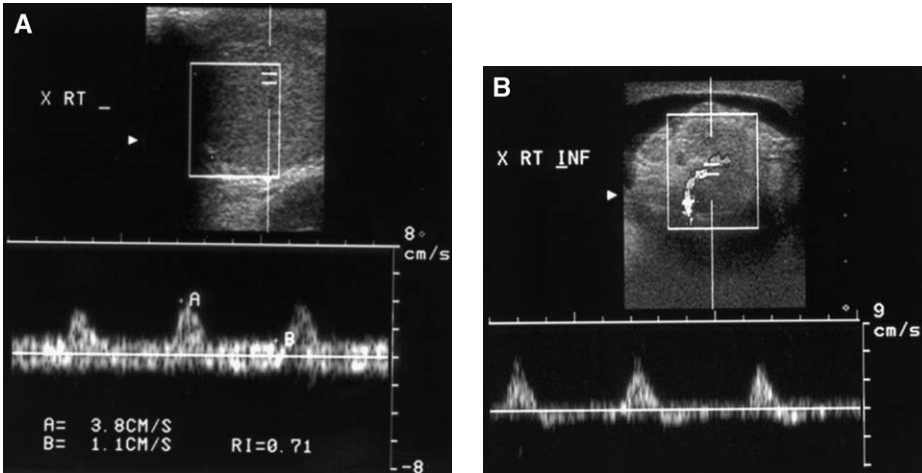 A
X RT _
8
cm/s
A
B
A= 3.8CM/S
B= 1.1CM/S RI=0.71
-8
B
X RT INF
9
cm/s